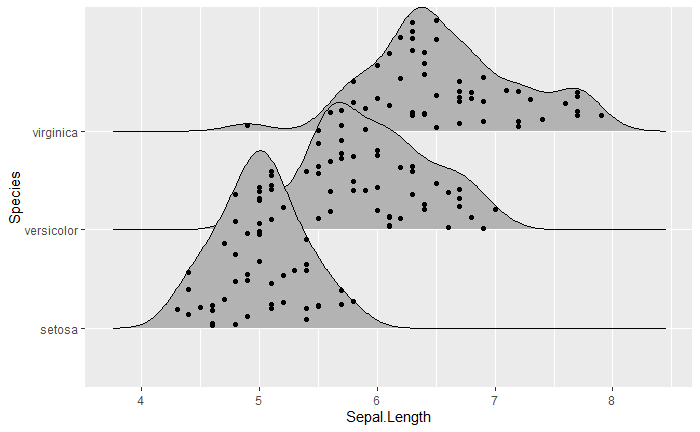 Species
virginica
versicolor
setosa
4 5 6 7 8
Sepal.Length